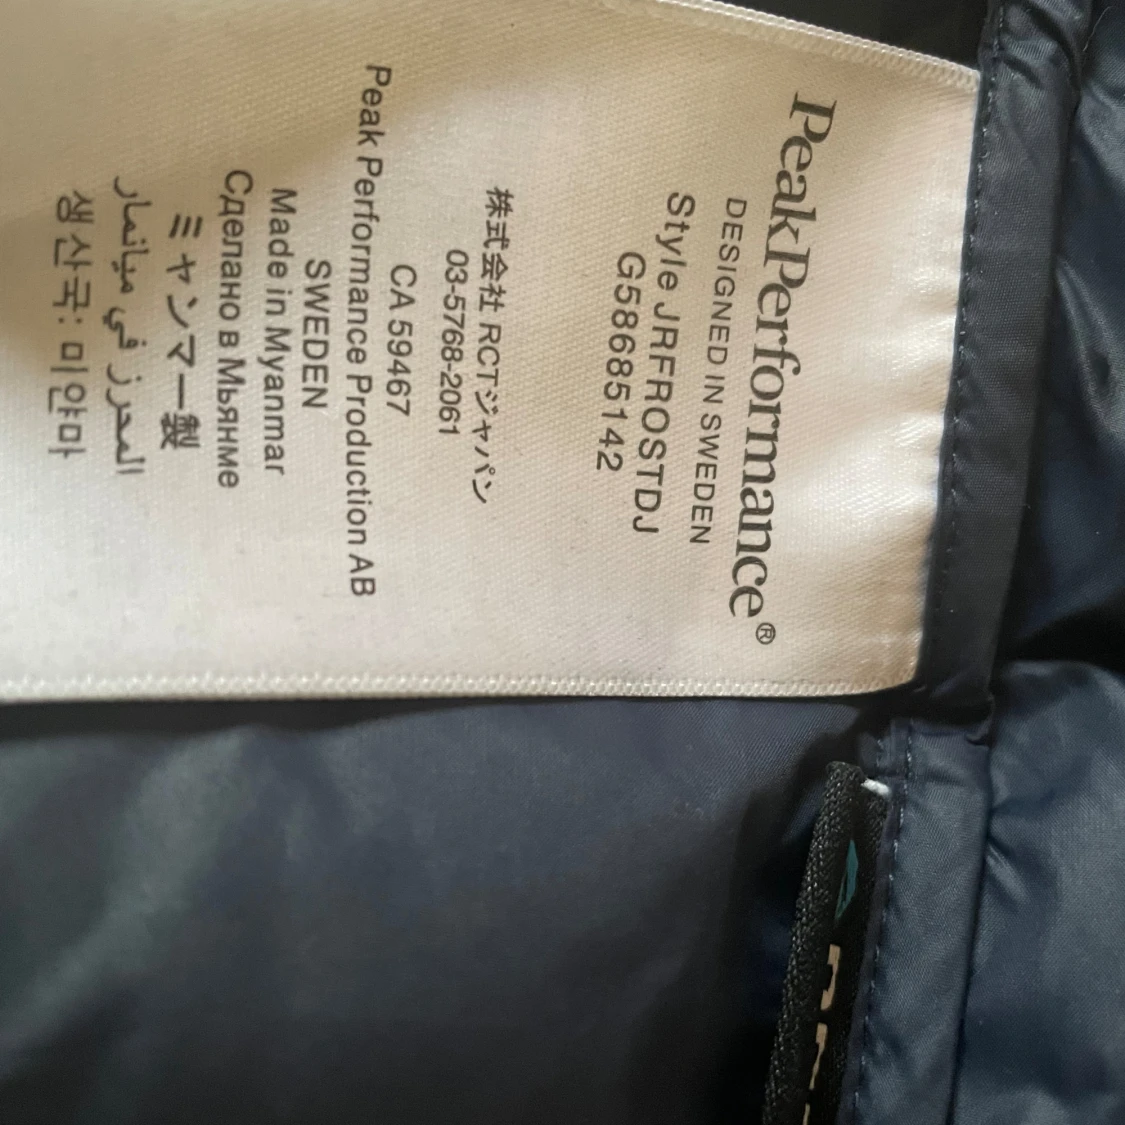 PeakPerformance®
DESIGNED IN SWEDEN
Style JRFROSTDJ
G58685142
株式会社 RCTジャパン
03-5768-2061
CA 59467
Peak Performance Production AB
SWEDEN
Made in Myanmar
Сделано в Мьянме
ミャンマー製
المحرز في ميانمار
생산국: 미얀마